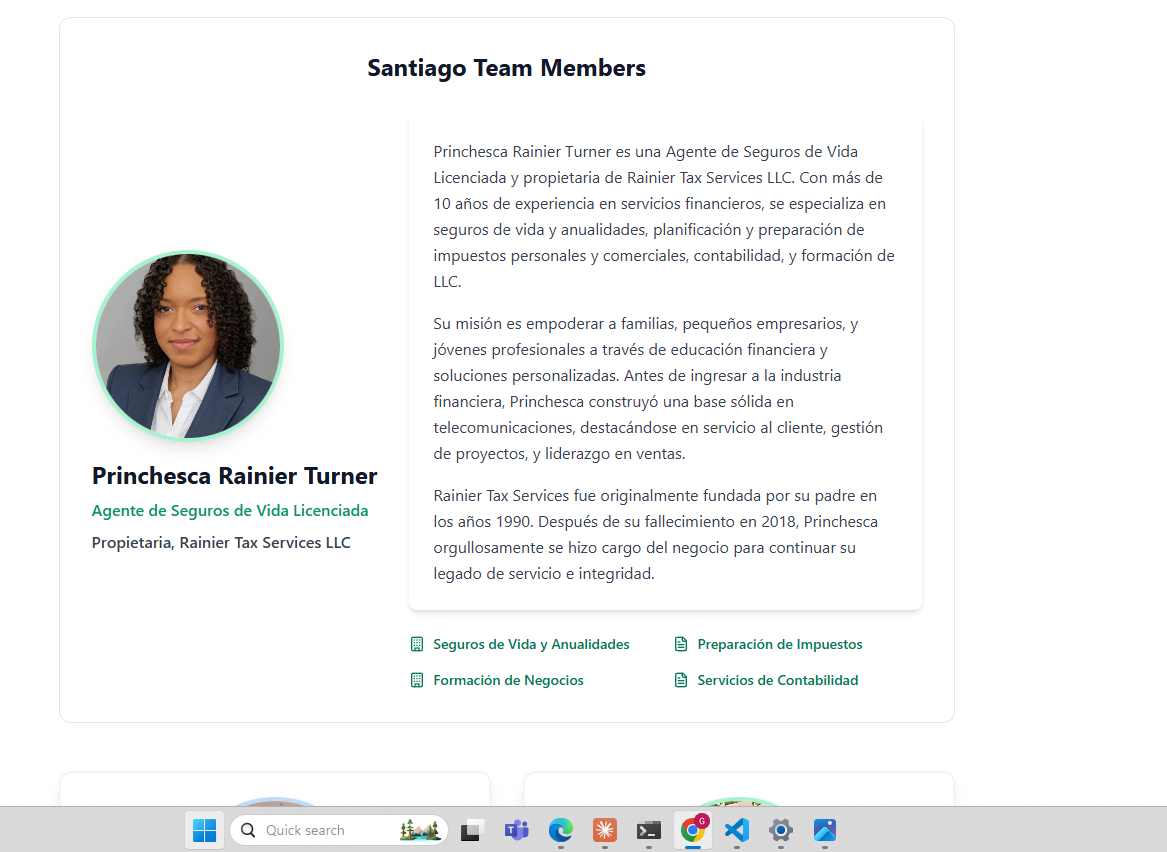 Santiago Team Members
Princhesca Rainier Turner es una Agente de Seguros de Vida
Licenciada y propietaria de Rainier Tax Services LLC. Con más de
10 años de experiencia en servicios financieros, se especializa en
seguros de vida y anualidades, planificación y preparación de
impuestos personales y comerciales, contabilidad, y formación de
LLC.
Su misión es empoderar a familias, pequeños empresarios, y
jóvenes profesionales a través de educación financiera y
soluciones personalizadas. Antes de ingresar a la industria
financiera, Princhesca construyó una base sólida en
telecomunicaciones, destacándose en servicio al cliente, gestión
de proyectos, y liderazgo en ventas.
Rainier Tax Services fue originalmente fundada por su padre en
los años 1990. Después de su fallecimiento en 2018, Princhesca
orgullosamente se hizo cargo del negocio para continuar su
legado de servicio e integridad.
Princhesca Rainier Turner
Agente de Seguros de Vida Licenciada
Propietaria, Rainier Tax Services LLC
Seguros de Vida y Anualidades
Preparación de Impuestos
Formación de Negocios
Servicios de Contabilidad
Quick search
T
G